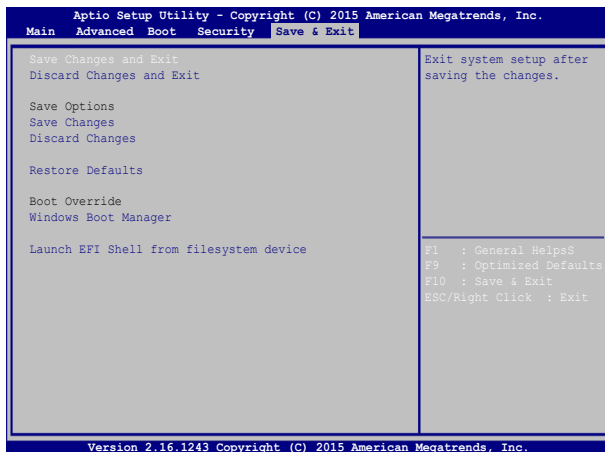 Aptio Setup Utility - Copyright (C) 2015 American Megatrends, Inc.
Main Advanced Boot Security Save & Exit
Save Changes and Exit
Discard Changes and Exit
Save Options
Save Changes
Discard Changes
Restore Defaults
Boot Override
Windows Boot Manager
Launch EFI Shell from filesystem device
Exit system setup after
saving the changes.
F1 : General HelpsS
F9 : Optimized Defaults
F10 : Save & Exit
ESC/Right Click : Exit
Version 2.16.1243 Copyright (C) 2015 American Megatrends, Inc.